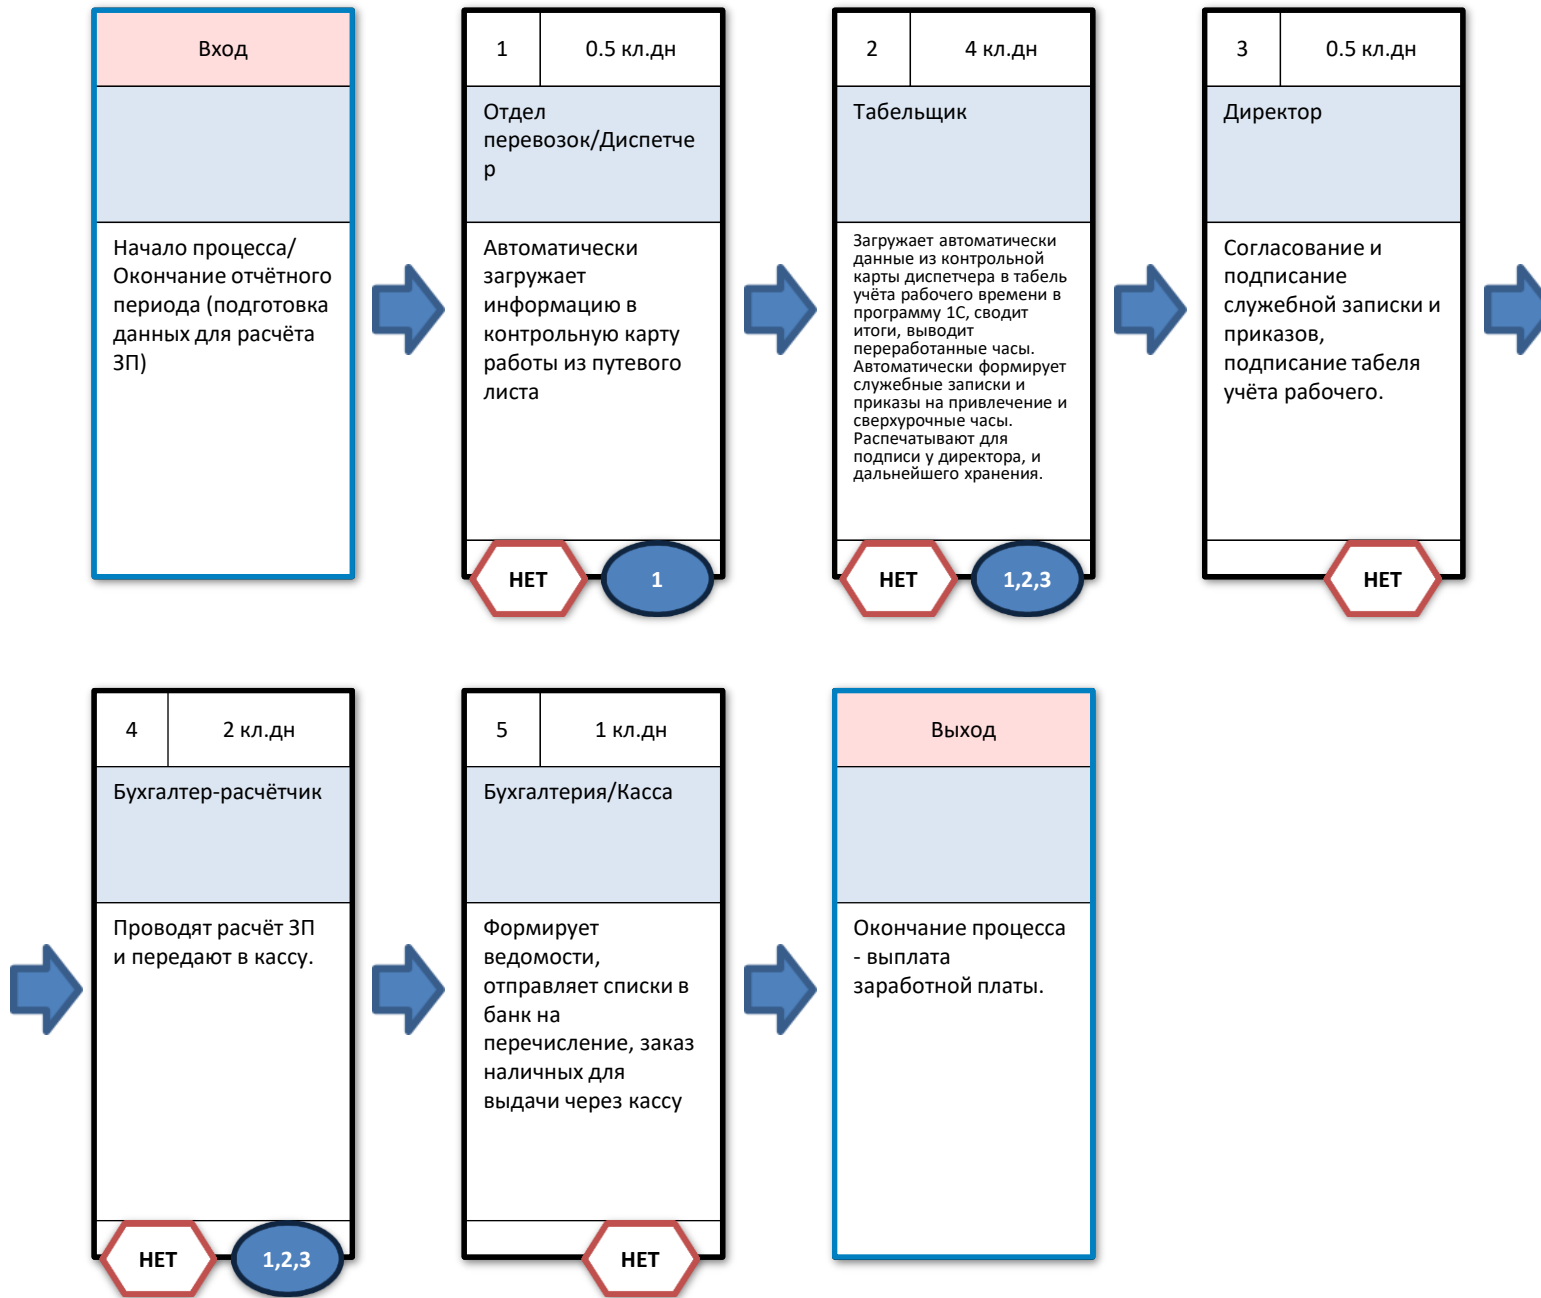 Вход
Начало процесса/
Окончание отчётного
периода (подготовка
данных для расчёта
ЗП)
1
0.5 кл.дн
Отдел
перевозок/Диспетче
р
Автоматически
загружает
информацию в
контрольную карту
работы из путевого
листа
НЕТ
1
2
4 кл.дн
Табельщик
Загружает автоматически
данные из контрольной
карты диспетчера в табель
учёта рабочего времени в
программу 1С, сводит
итоги, выводит
переработанные часы.
Автоматически формирует
служебные записки и
приказы на привлечение и
сверхурочные часы.
Распечатывают для
подписи у директора, и
дальнейшего хранения.
НЕТ
1,2,3
3
0.5 кл.дн
Директор
Согласование и
подписание
служебной записки и
приказов,
подписание табеля
учёта рабочего.
НЕТ
4
2 кл.дн
Бухгалтер-расчётчик
Проводят расчёт ЗП
и передают в кассу.
НЕТ
1,2,3
5
1 кл.дн
Бухгалтерия/Касса
Формирует
ведомости,
отправляет списки в
банк на
перечисление, заказ
наличных для
выдачи через кассу
НЕТ
Выход
Окончание процесса
- выплата
заработной платы.